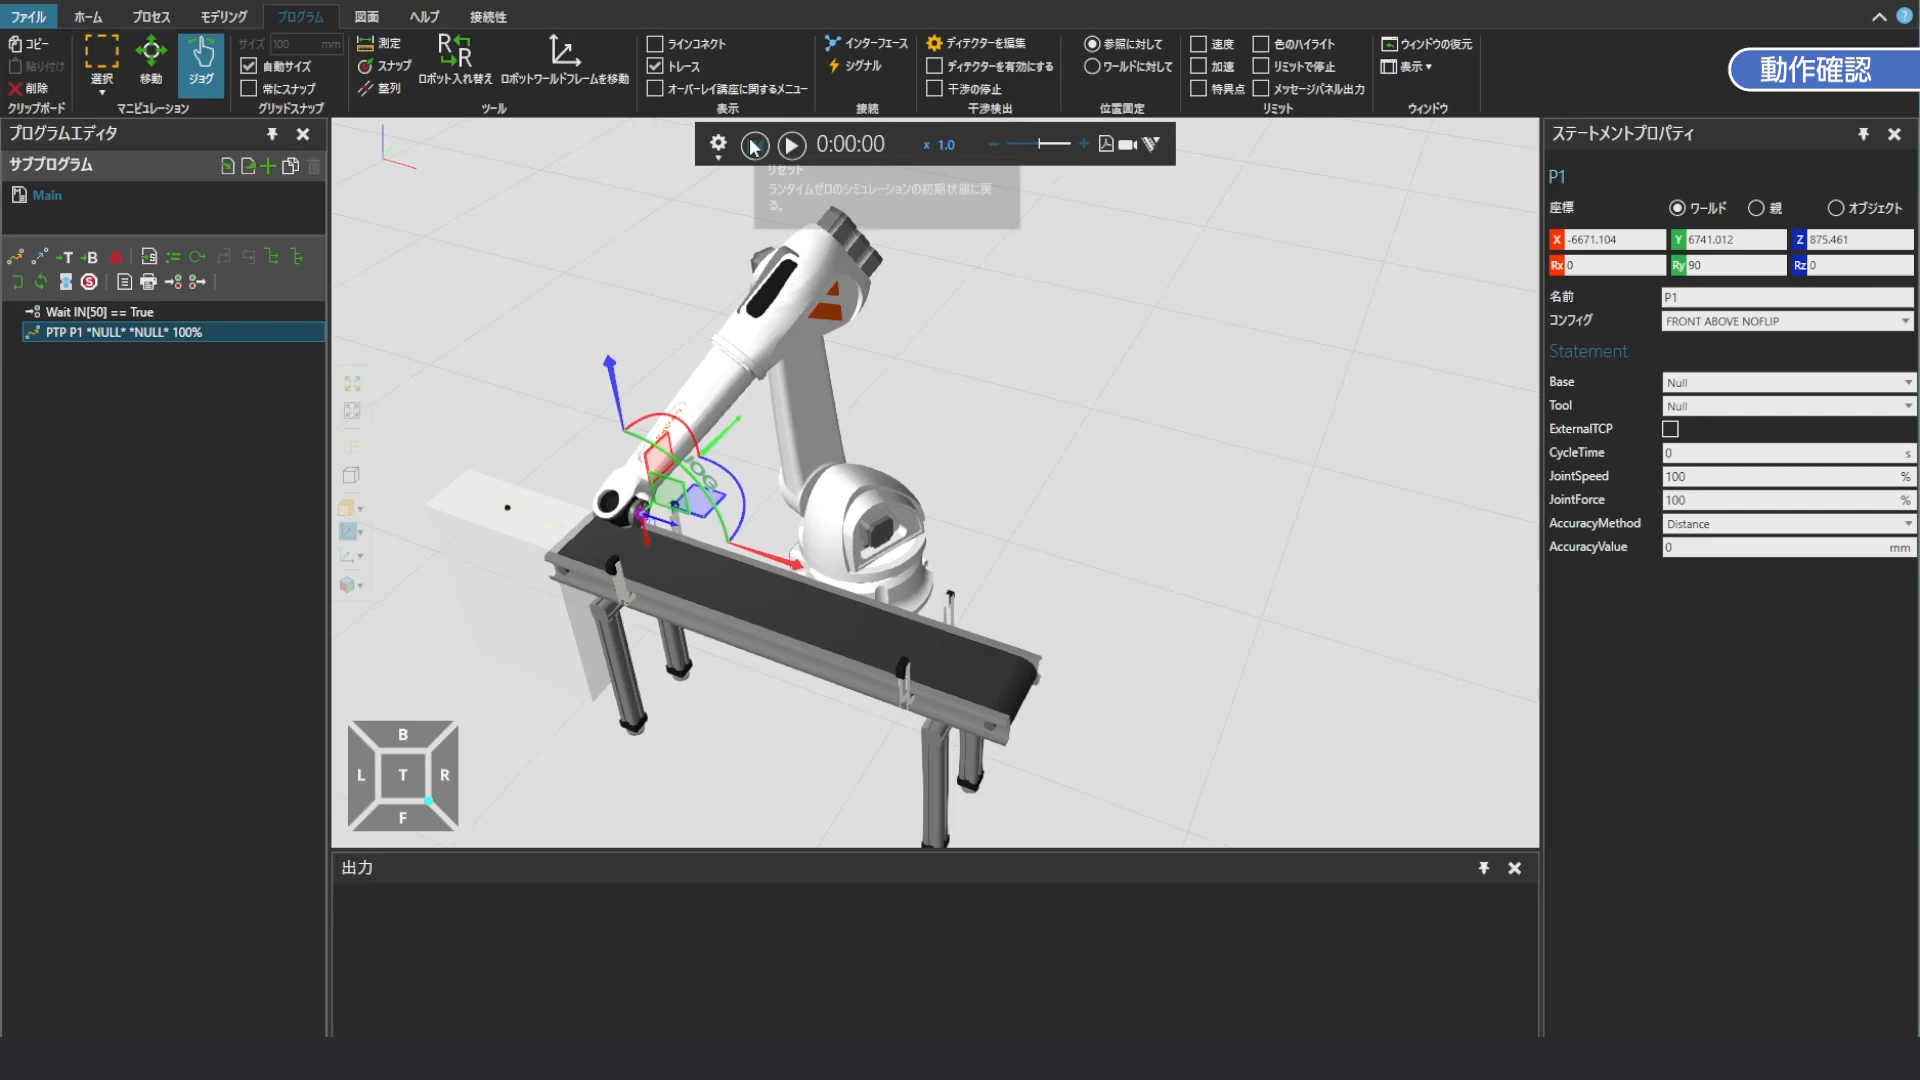 ファイル ホーム プロセス モデリング プログラム 図面 ヘルプ 接続性
コピー
貼り付け
削除
クリップボード
選択
移動
ジョグ
マニピュレーション
サイズ 100 mm
自動サイズ
常にスナップ
グリッドスナップ
測定
スナップ
整列
ロボット入れ替え
ロボットワールドフレームを移動
ツール
ラインコネクト
トレース
オーバーレイ講座に関するメニュー
表示
インターフェース
シグナル
接続
ディテクターを編集
ディテクターを有効にする
干渉の停止
干渉検出
参照に対して
ワールドに対して
位置固定
速度
加速
特異点
色のハイライト
リミットで停止
メッセージパネル出力
リミット
ウィンドウの復元
表示
ウィンドウ
動作確認
プログラムエディタ
サブプログラム
Main
Wait IN[50] == True
PTP P1 *NULL* *NULL* 100%
0:00:00
x 1.0
リセット
ランタイムゼロのシミュレーションの初期状態に戻
る。
JOG
B
L T R
F
出力
ステートメントプロパティ
P1
座標 ワールド 親 オブジェクト
X -6671.104 Y 6741.012 Z 875.461
Rx 0 Ry 90 Rz 0
名前 P1
コンフィグ FRONT ABOVE NOFLIP
Statement
Base Null
Tool Null
ExternalTCP
CycleTime 0 s
JointSpeed 100 %
JointForce 100 %
AccuracyMethod Distance
AccuracyValue 0 mm